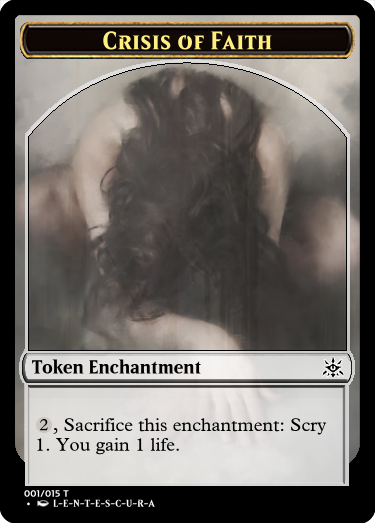 Crisis of Faith
Token Enchantment
2, Sacrifice this enchantment: Scry
1. You gain 1 life.
001/015 T
• L-E-N-T-E-S-C-U-R-A